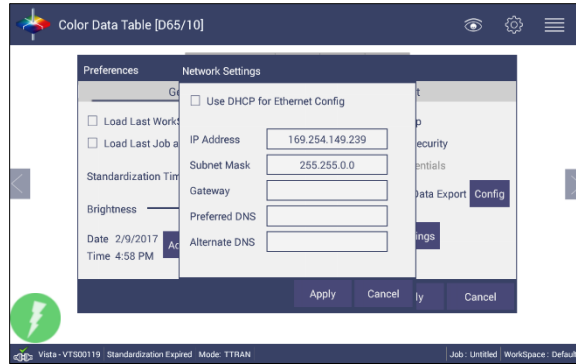 Color Data Table [D65/10]
Preferences
Network Settings
Use DHCP for Ethernet Config
Load Last Work
Load Last Job a
IP Address 169.254.149.239
ecurity
Subnet Mask 255.255.0.0
entials
Standardization Tim
Gateway
Data Export Config
Brightness
Preferred DNS
Date 2/9/2017
Alternate DNS
ings
Time 4:58 PM
Apply Cancel
ly Cancel
Vista - VTS00119 Standardization Expired Mode: TTRAN Job: Untitled WorkSpace: Default